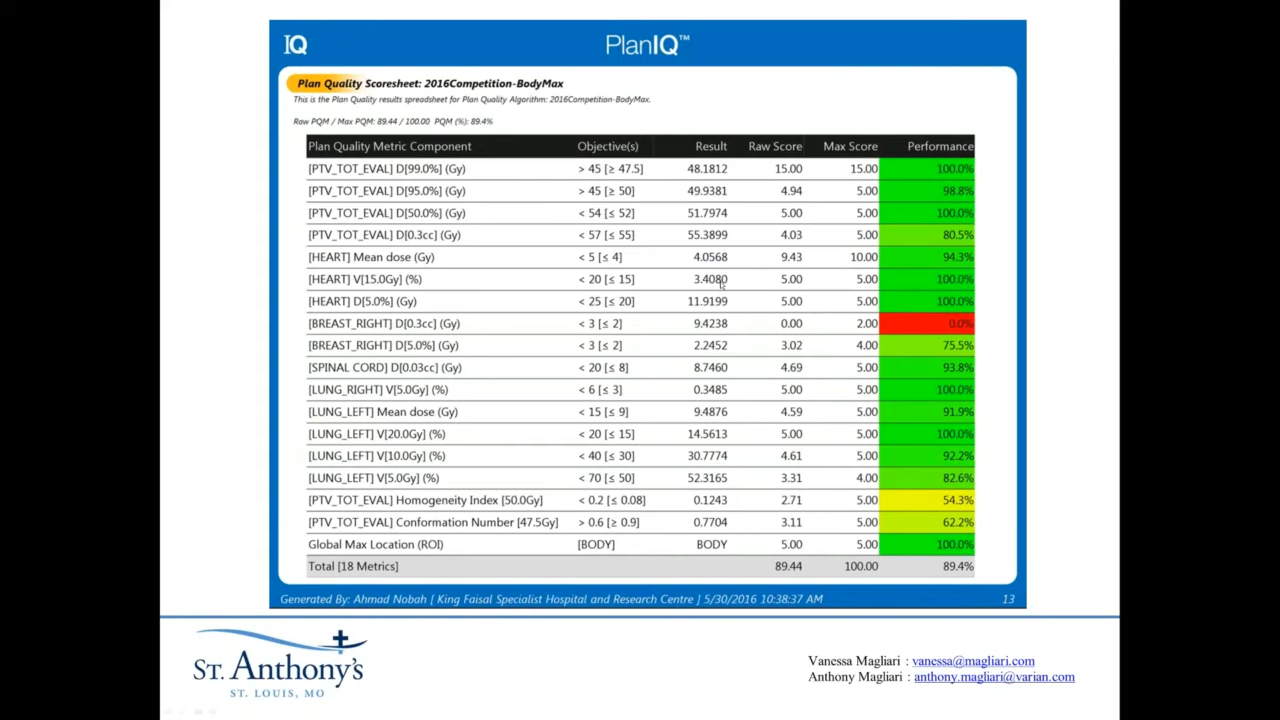 IQ
PlanIQ™
Plan Quality Scoresheet: 2016Competition-BodyMax
This is the Plan Quality results spreadsheet for Plan Quality Algorithm: 2016Competition-BodyMax.
Raw PQM / Max PQM: 89.44 / 100.00 PQM (%): 89.4%
Plan Quality Metric Component Objective(s) Result Raw Score Max Score Performance
[PTV_TOT_EVAL] D[99.0%] (Gy) > 45 [≥ 47.5] 48.1812 15.00 15.00 100.0%
[PTV_TOT_EVAL] D[95.0%] (Gy) > 45 [≥ 50] 49.9381 4.94 5.00 98.8%
[PTV_TOT_EVAL] D[50.0%] (Gy) < 54 [≤ 52] 51.7974 5.00 5.00 100.0%
[PTV_TOT_EVAL] D[0.3cc] (Gy) < 57 [≤ 55] 55.3899 4.03 5.00 80.5%
[HEART] Mean dose (Gy) < 5 [≤ 4] 4.0568 9.43 10.00 94.3%
[HEART] V[15.0Gy] (%) < 20 [≤ 15] 3.4080 5.00 5.00 100.0%
[HEART] D[5.0%] (Gy) < 25 [≤ 20] 11.9199 5.00 5.00 100.0%
[BREAST_RIGHT] D[0.3cc] (Gy) < 3 [≤ 2] 9.4238 0.00 2.00 0.0%
[BREAST_RIGHT] D[5.0%] (Gy) < 3 [≤ 2] 2.2452 3.02 4.00 75.5%
[SPINAL CORD] D[0.03cc] (Gy) < 20 [≤ 8] 8.7460 4.69 5.00 93.8%
[LUNG_RIGHT] V[5.0Gy] (%) < 6 [≤ 3] 0.3485 5.00 5.00 100.0%
[LUNG_LEFT] Mean dose (Gy) < 15 [≤ 9] 9.4876 4.59 5.00 91.9%
[LUNG_LEFT] V[20.0Gy] (%) < 20 [≤ 15] 14.5613 5.00 5.00 100.0%
[LUNG_LEFT] V[10.0Gy] (%) < 40 [≤ 30] 30.7774 4.61 5.00 92.2%
[LUNG_LEFT] V[5.0Gy] (%) < 70 [≤ 50] 52.3165 3.31 4.00 82.6%
[PTV_TOT_EVAL] Homogeneity Index [50.0Gy] < 0.2 [≤ 0.08] 0.1243 2.71 5.00 54.3%
[PTV_TOT_EVAL] Conformation Number [47.5Gy] > 0.6 [≥ 0.9] 0.7704 3.11 5.00 62.2%
Global Max Location (ROI) [BODY] BODY 5.00 5.00 100.0%
Total [18 Metrics] 89.44 100.00 89.4%
Generated By: Ahmad Nobah [ King Faisal Specialist Hospital and Research Centre ] 5/30/2016 10:38:37 AM 13
ST. ANTHONY'S
ST. LOUIS, MO
Vanessa Magliari : vanessa@magliari.com
Anthony Magliari : anthony.magliari@varian.com